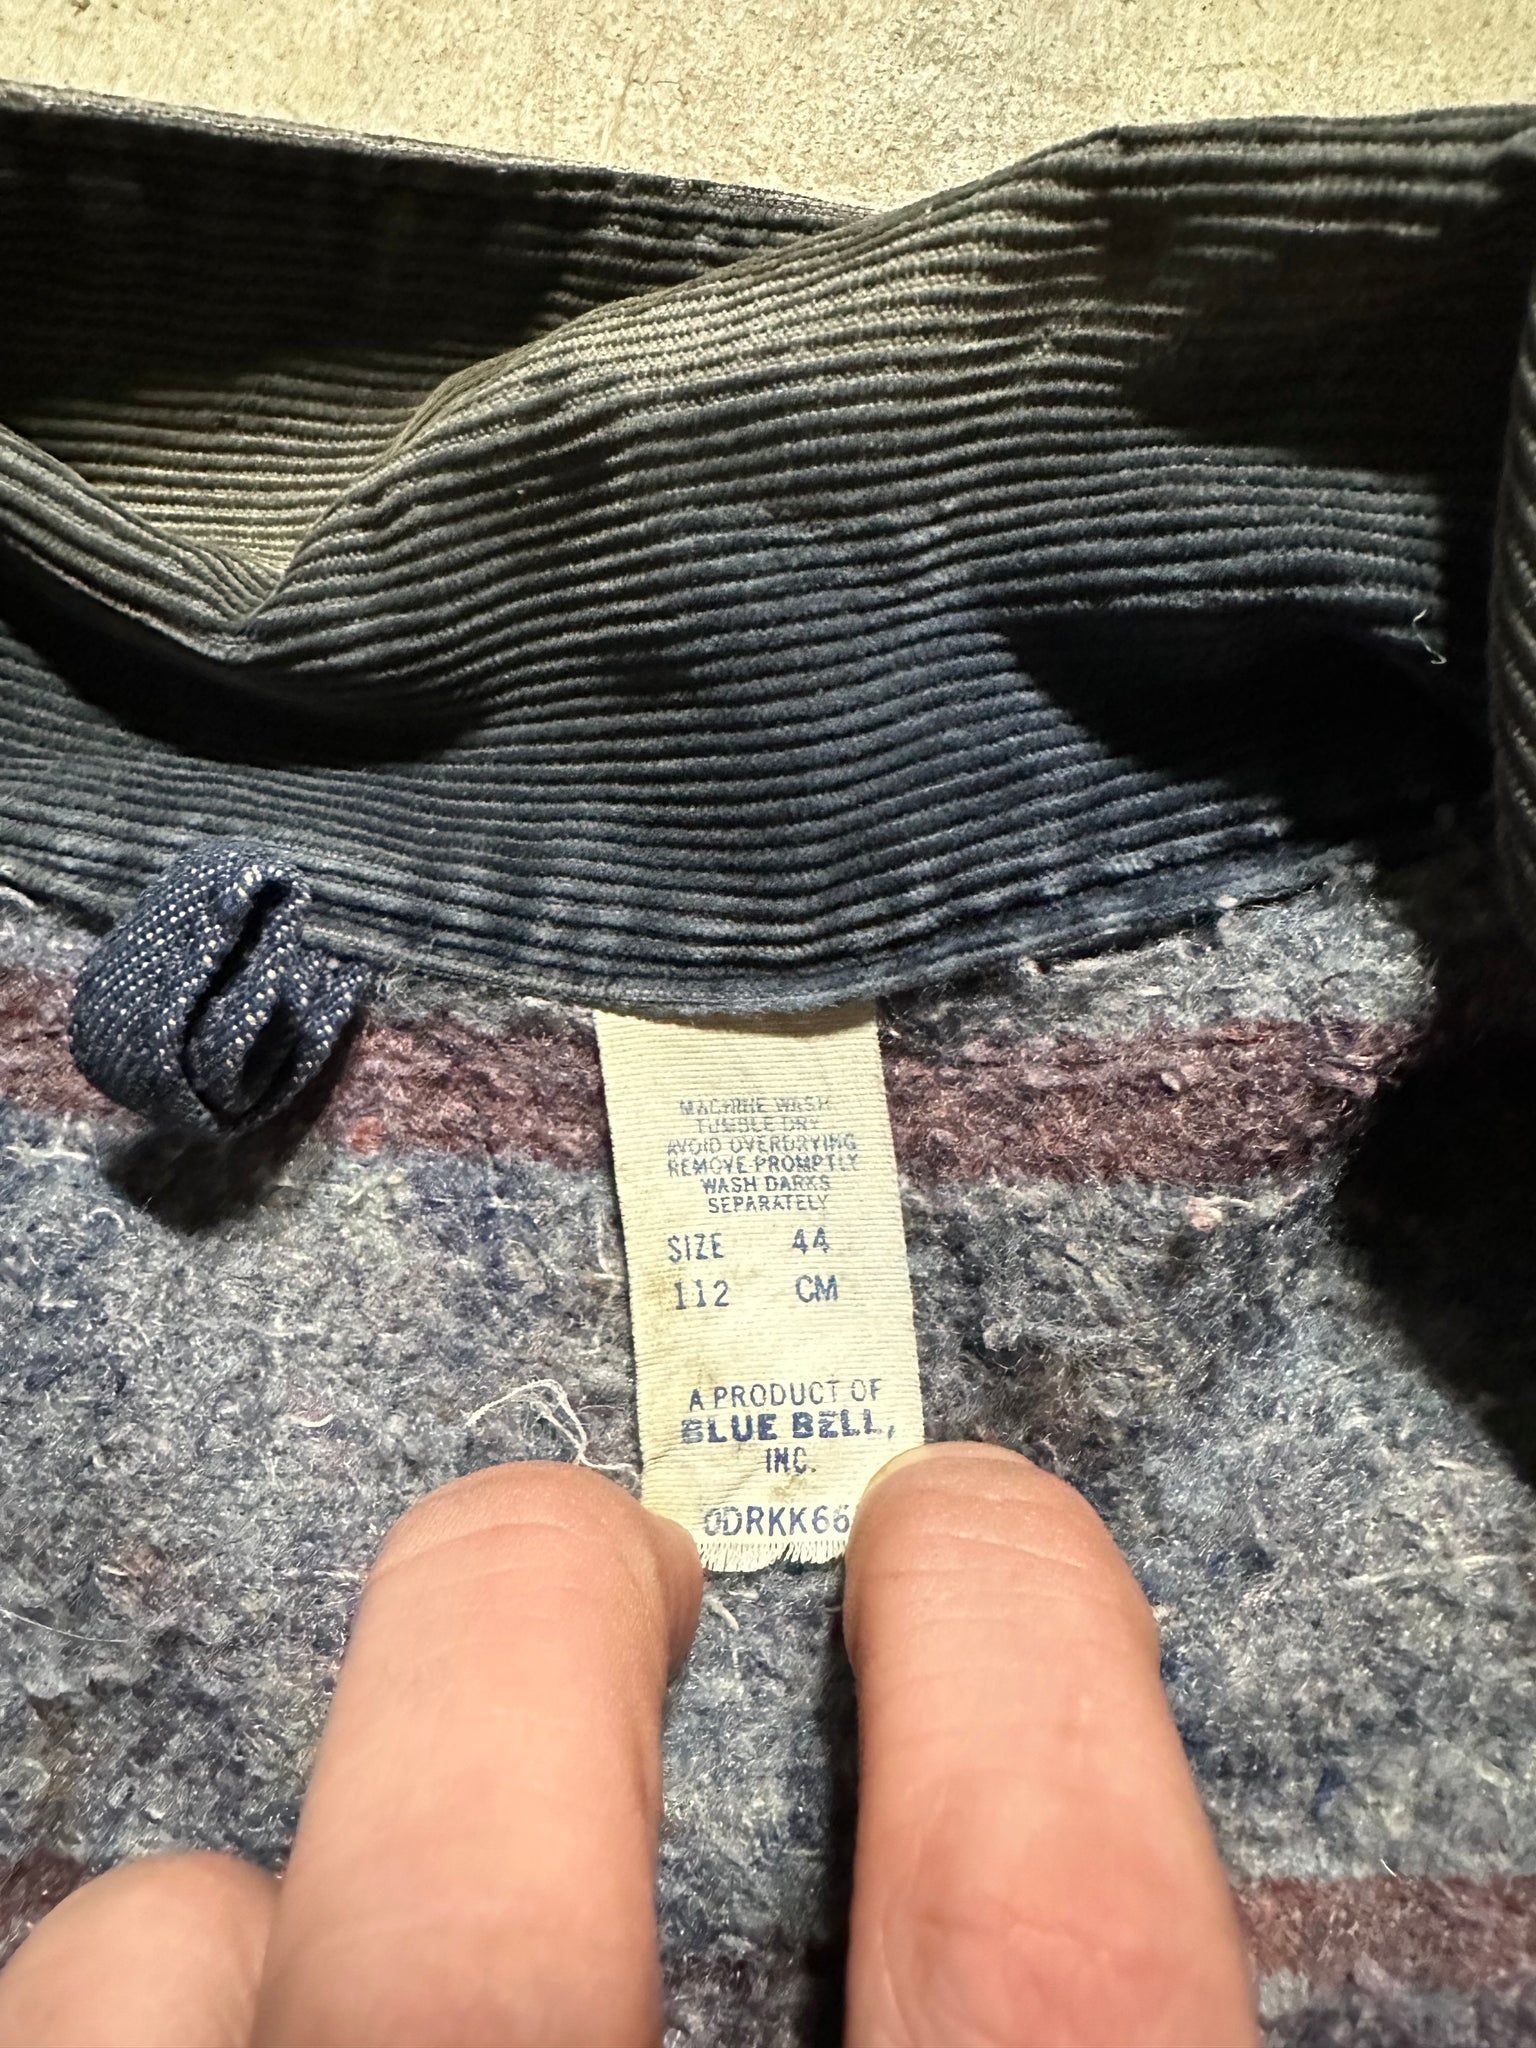 MACHINE WASH
TUMBLE DRY
AVOID OVERDRYING
REMOVE PROMPTLY
WASH DARKS
SEPARATELY
SIZE 44
112 CM
A PRODUCT OF
BLUE BELL,
INC.
0DRKK66